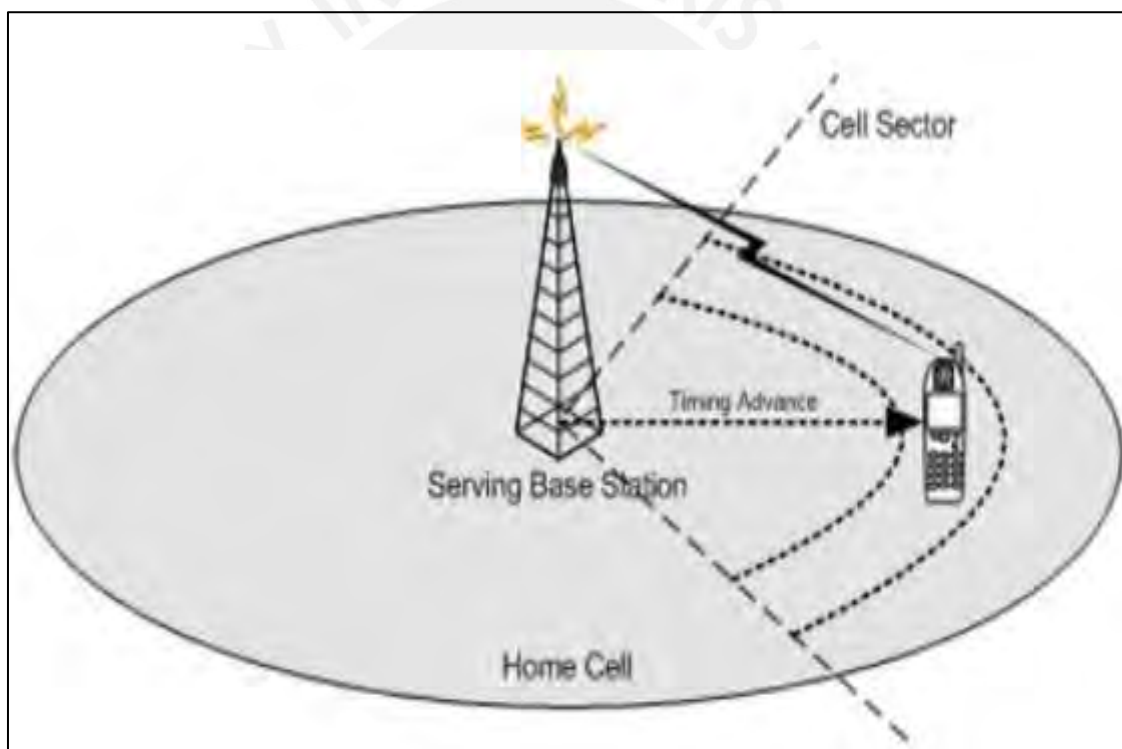 Cell Sector
Timing Advance
Serving Base Station
Home Cell